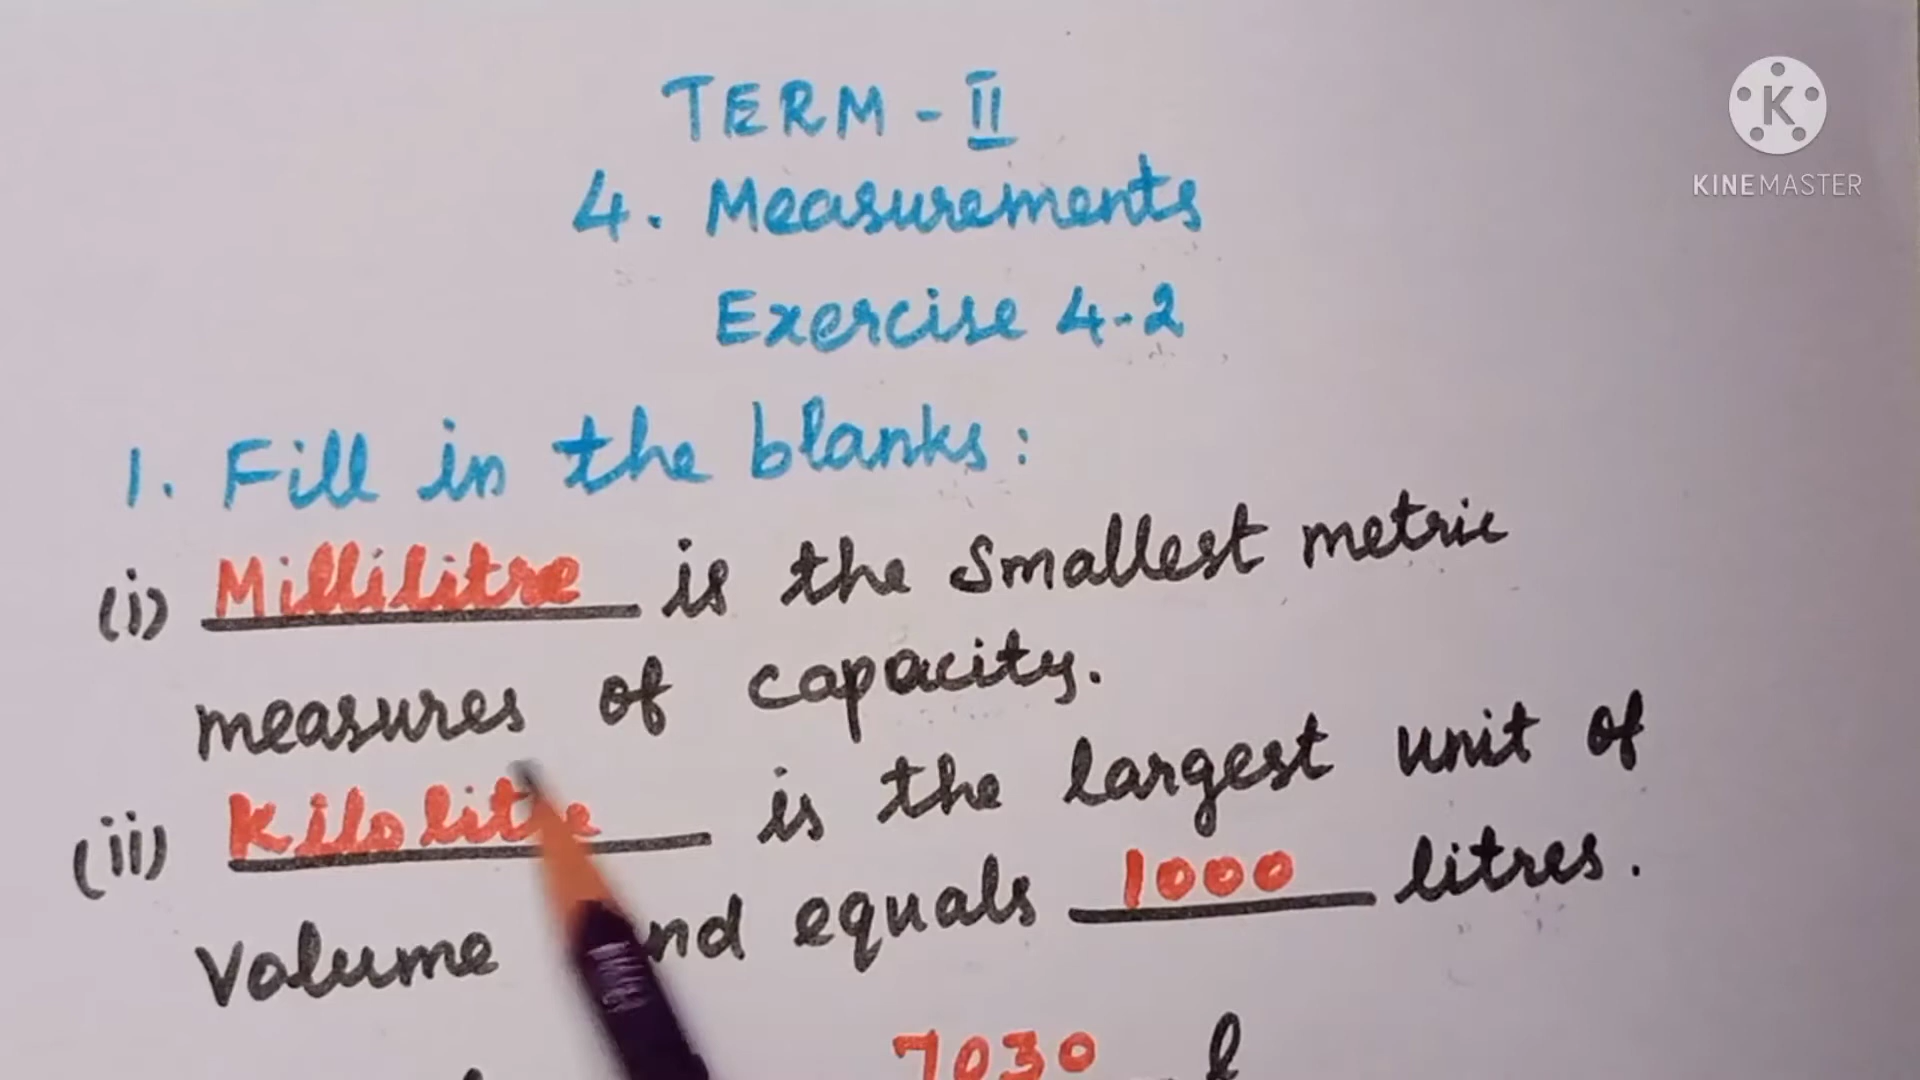 TERM - II
4. Measurements
Exercise 4.2
1. Fill in the blanks:
(i) Millilitre is the smallest metric
measures of capacity.
(ii) Kilolitre is the largest unit of
Volume and equals 1000 litres.
7030 l
K
KINEMASTER